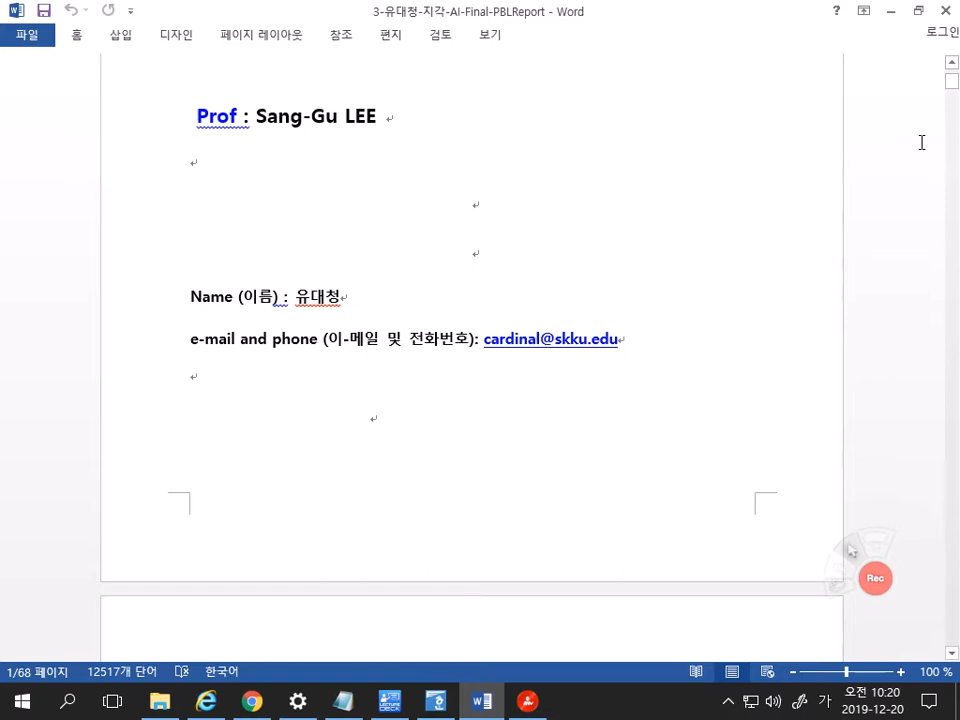 3-유대청-지각-AI-Final-PBLReport - Word
?
로그인
파일 홈 삽입 디자인 페이지 레이아웃 참조 편지 검토 보기
Prof : Sang-Gu LEE
Name (이름) : 유대청
e-mail and phone (이-메일 및 전화번호): cardinal@skku.edu
Rec
1/68 페이지 12517개 단어 한국어 100 %
가 오전 10:20
2019-12-20